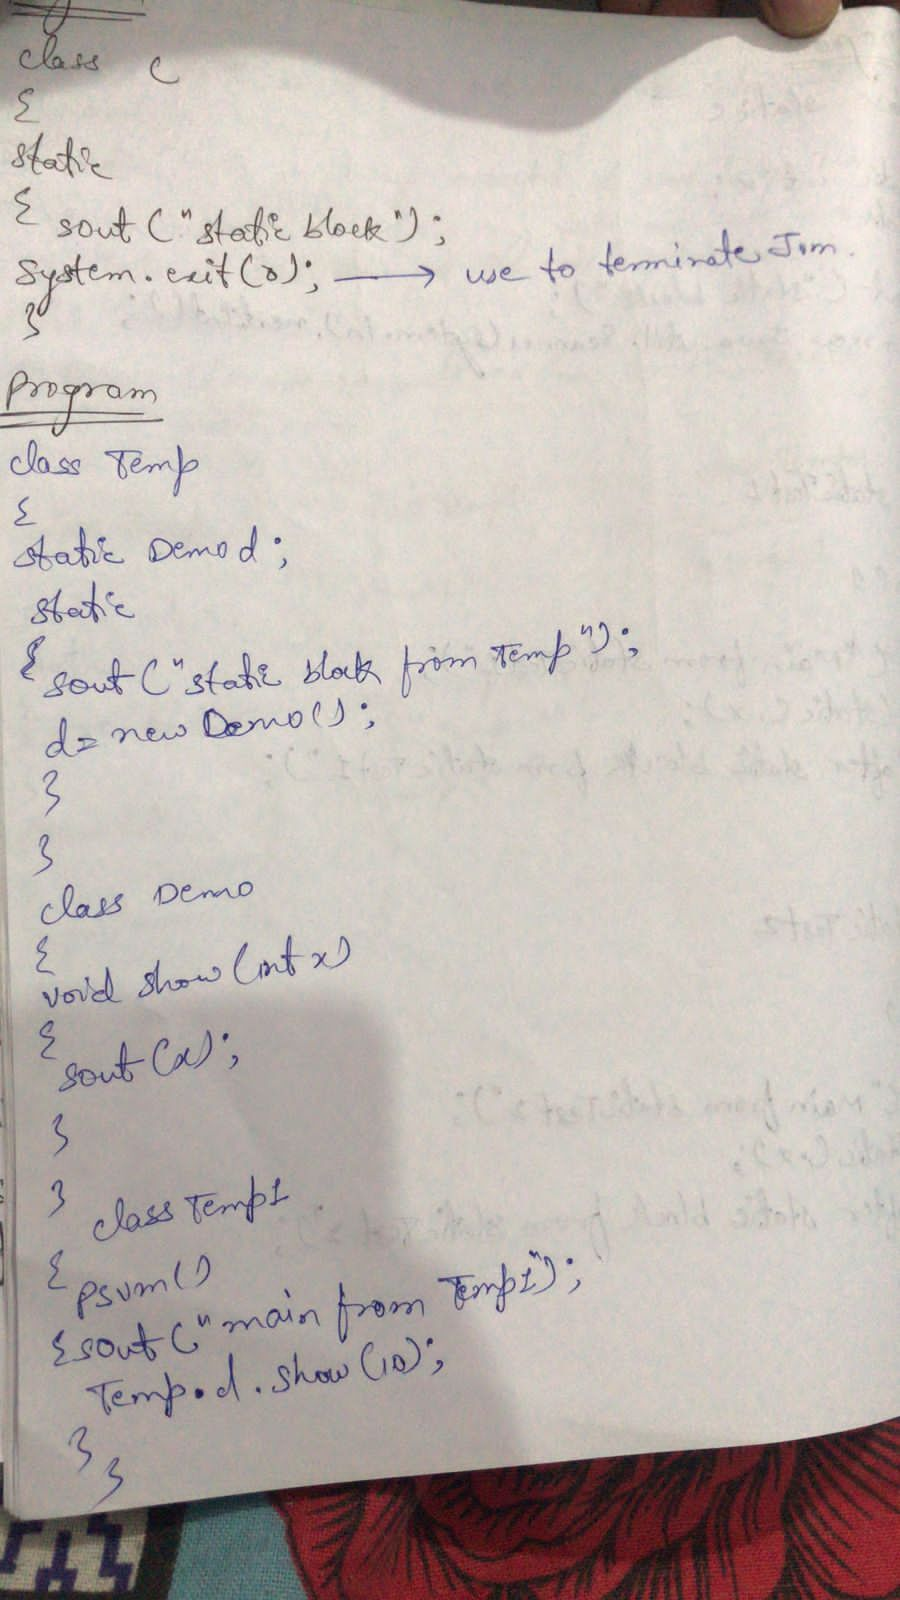 class C
{
static
{ sout ("static block");
System.exit(0); → use to terminate Jvm.
}
Program
class Temp
{
static Demo d;
static
{ sout ("static block from Temp");
d= new Demo();
}
}
class Demo
{
void show (int x)
{
sout (x);
}
} class Temp1
{ psvm()
{ sout ("main from Temp1");
Temp.d.show (10);
}
}